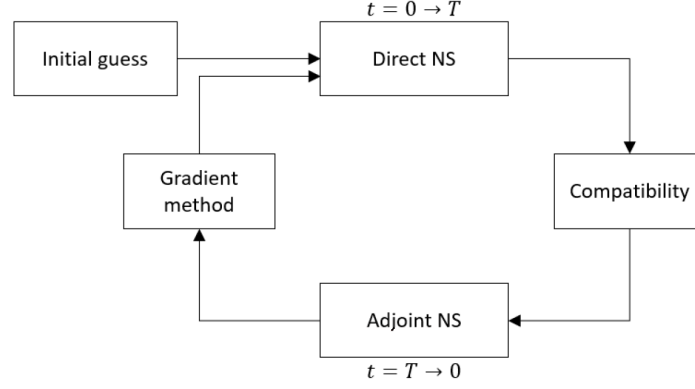 t = 0 → T
Initial guess
Direct NS
Gradient
method
Compatibility
Adjoint NS
t = T → 0